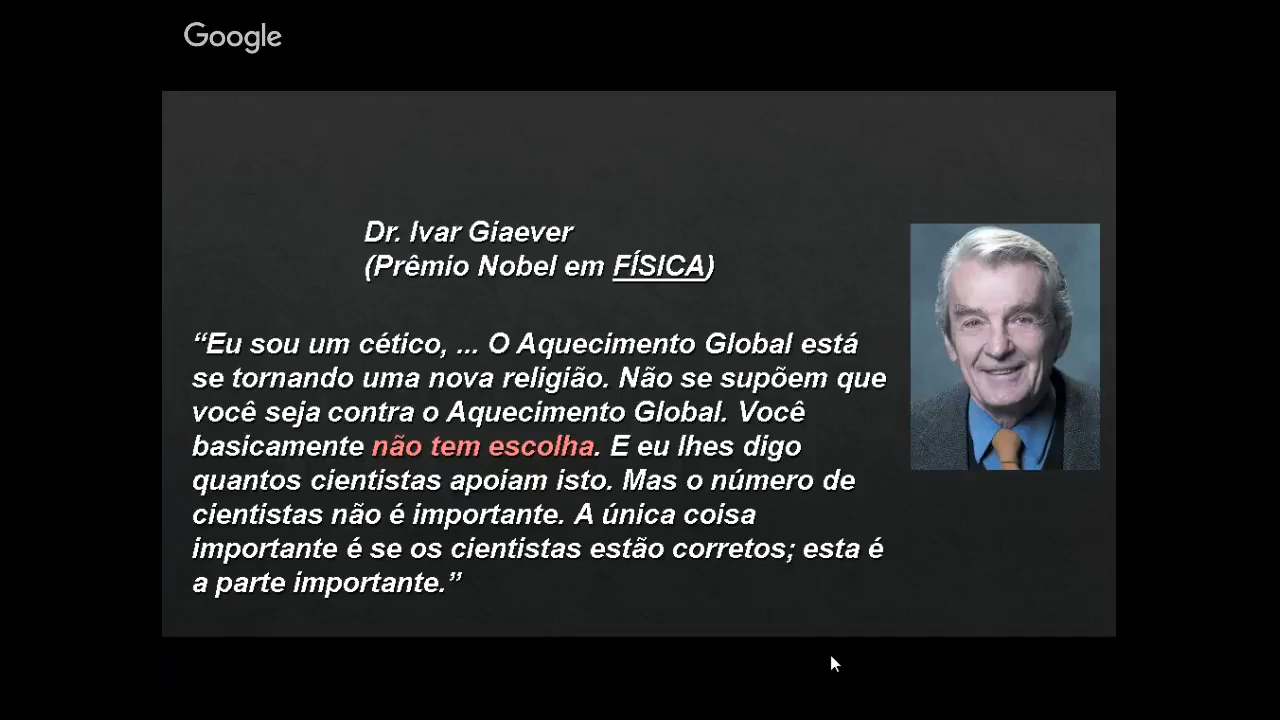 Google
Dr. Ivar Giaever
(Prêmio Nobel em FÍSICA)
“Eu sou um cético, ... O Aquecimento Global está
se tornando uma nova religião. Não se supõem que
você seja contra o Aquecimento Global. Você
basicamente não tem escolha. E eu lhes digo
quantos cientistas apoiam isto. Mas o número de
cientistas não é importante. A única coisa
importante é se os cientistas estão corretos; esta é
a parte importante.”